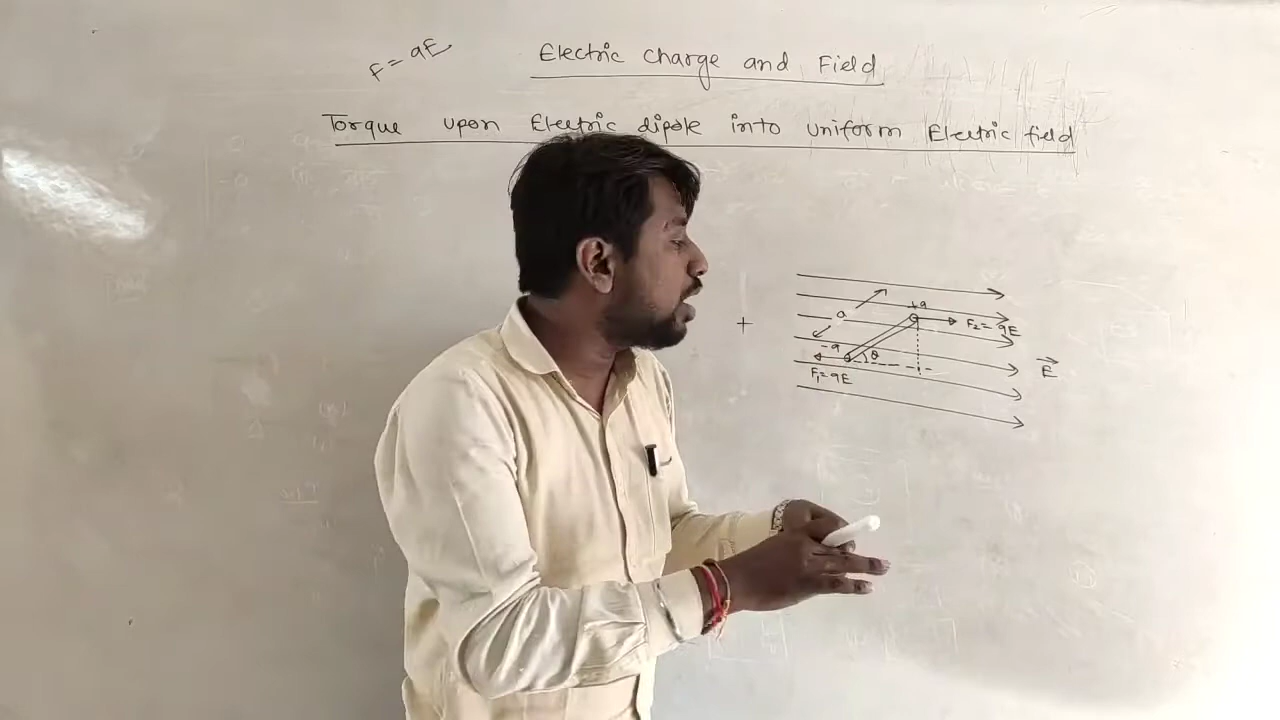 F = qE
Electric Charge and Field
Torque upon Electric dipole into uniform Electric field
+
+q
a
F₂ = qE
-q
θ
F₁ = qE
E⃗